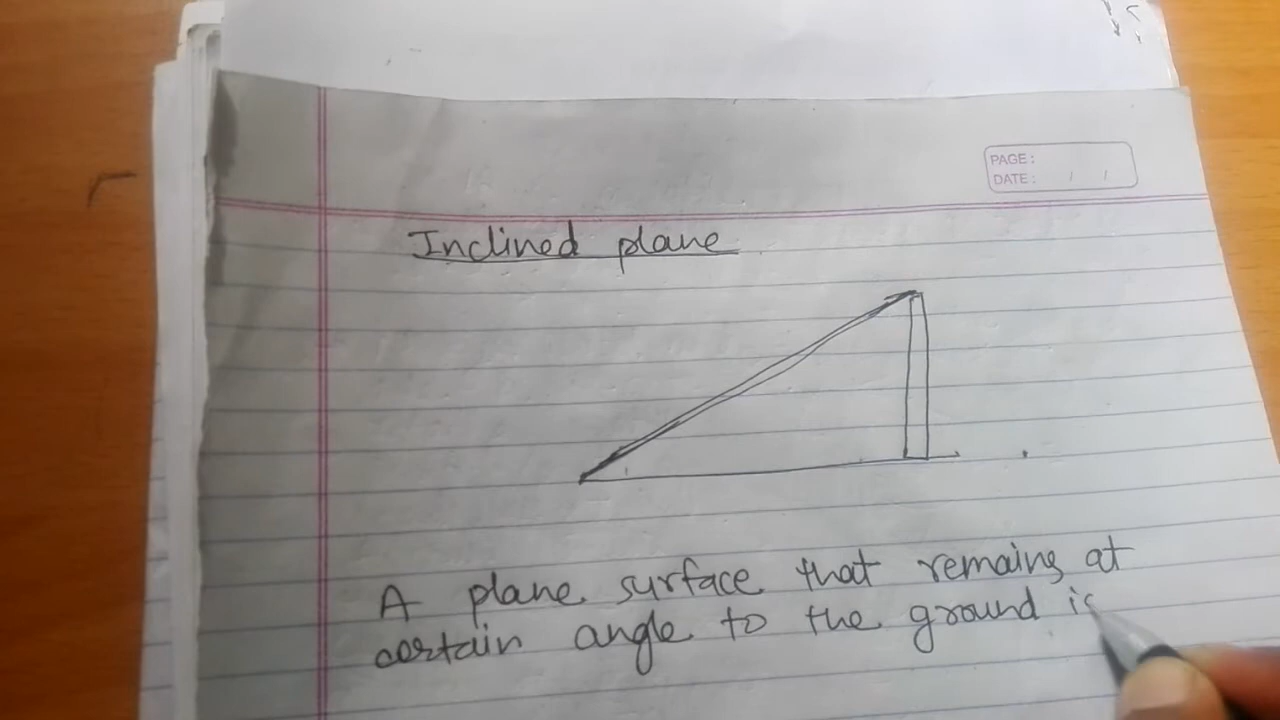 PAGE:
DATE: / /
Inclined plane
A plane surface that remains at
certain angle to the ground is